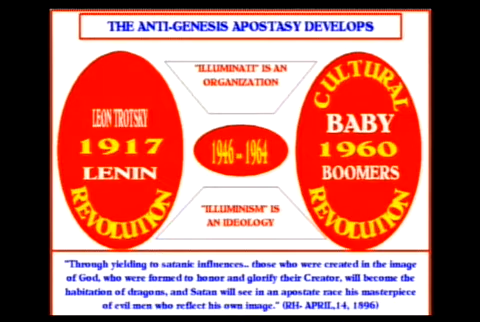 THE ANTI-GENESIS APOSTASY DEVELOPS
"ILLUMINATI" IS AN
ORGANIZATION
LEON TROTSKY
1917
LENIN
REVOLUTION
1946 -- 1964
CULTURAL
BABY
1960
BOOMERS
REVOLUTION
"ILLUMINISM" IS
AN IDEOLOGY
"Through yielding to satanic influences.. those who were created in the image
of God, who were formed to honor and glorify their Creator, will become the
habitation of dragons, and Satan will see in an apostate race his masterpiece
of evil men who reflect his own image." (RH- APRIL,14, 1896)